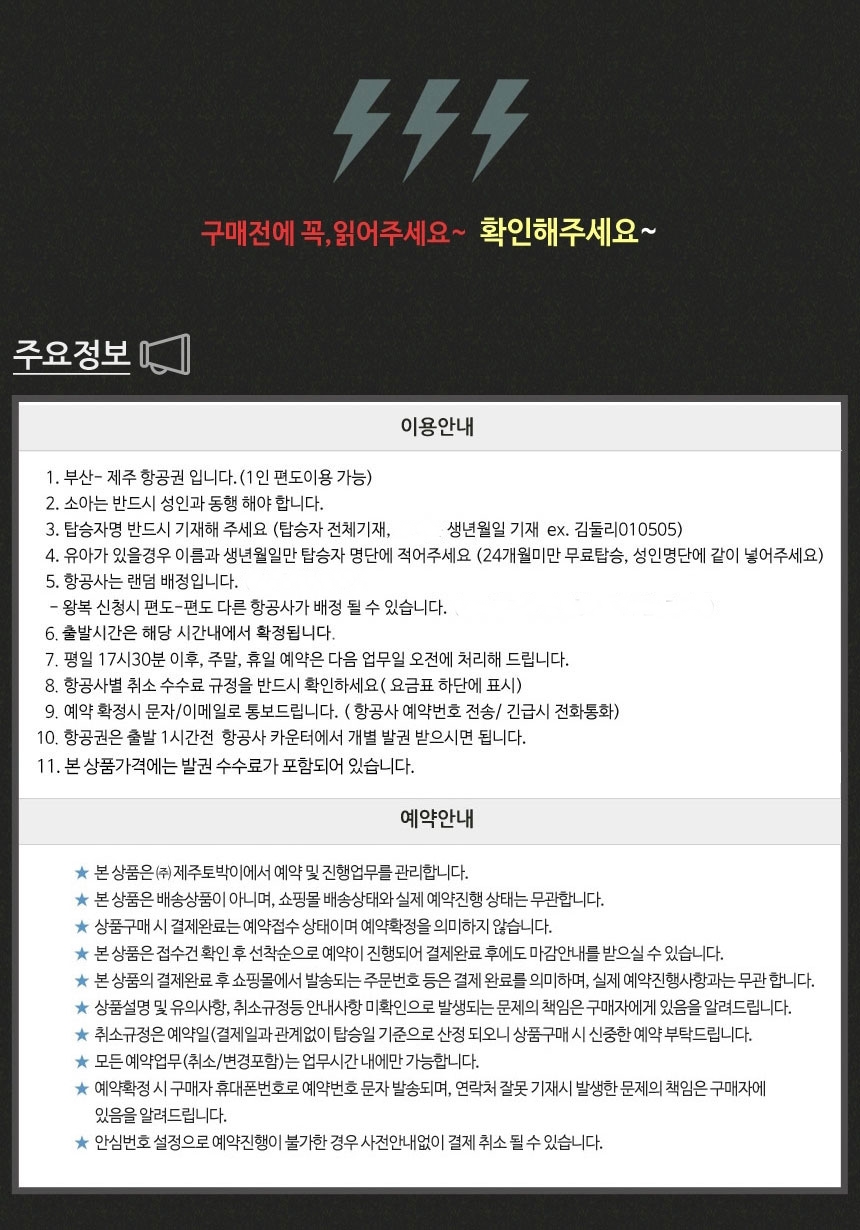 구매전에 꼭,읽어주세요~ 확인해주세요~
주요정보
이용안내
1. 부산- 제주 항공권 입니다.(1인 편도이용 가능)
2. 소아는 반드시 성인과 동행 해야 합니다.
3. 탑승자명 반드시 기재해 주세요 (탑승자 전체기재, 생년월일 기재 ex. 김둘리010505)
4. 유아가 있을경우 이름과 생년월일만 탑승자 명단에 적어주세요 (24개월미만 무료탑승, 성인명단에 같이 넣어주세요)
5. 항공사는 랜덤 배정입니다.
- 왕복 신청시 편도-편도 다른 항공사가 배정 될 수 있습니다.
6. 출발시간은 해당 시간내에서 확정됩니다.
7. 평일 17시30분 이후, 주말, 휴일 예약은 다음 업무일 오전에 처리해 드립니다.
8. 항공사별 취소 수수료 규정을 반드시 확인하세요( 요금표 하단에 표시)
9. 예약 확정시 문자/이메일로 통보드립니다. ( 항공사 예약번호 전송/ 긴급시 전화통화)
10. 항공권은 출발 1시간전 항공사 카운터에서 개별 발권 받으시면 됩니다.
11. 본 상품가격에는 발권 수수료가 포함되어 있습니다.
예약안내
★ 본 상품은 ㈜ 제주토박이에서 예약 및 진행업무를 관리합니다.
★ 본 상품은 배송상품이 아니며, 쇼핑몰 배송상태와 실제 예약진행 상태는 무관합니다.
★ 상품구매 시 결제완료는 예약접수 상태이며 예약확정을 의미하지 않습니다.
★ 본 상품은 접수건 확인 후 선착순으로 예약이 진행되어 결제완료 후에도 마감안내를 받으실 수 있습니다.
★ 본 상품의 결제완료 후 쇼핑몰에서 발송되는 주문번호 등은 결제 완료를 의미하며, 실제 예약진행사항과는 무관 합니다.
★ 상품설명 및 유의사항, 취소규정등 안내사항 미확인으로 발생되는 문제의 책임은 구매자에게 있음을 알려드립니다.
★ 취소규정은 예약일(결제일과 관계없이 탑승일 기준으로 산정 되오니 상품구매 시 신중한 예약 부탁드립니다.
★ 모든 예약업무(취소/변경포함)는 업무시간 내에만 가능합니다.
★ 예약확정 시 구매자 휴대폰번호로 예약번호 문자 발송되며, 연락처 잘못 기재시 발생한 문제의 책임은 구매자에
있음을 알려드립니다.
★ 안심번호 설정으로 예약진행이 불가한 경우 사전안내없이 결제 취소 될 수 있습니다.